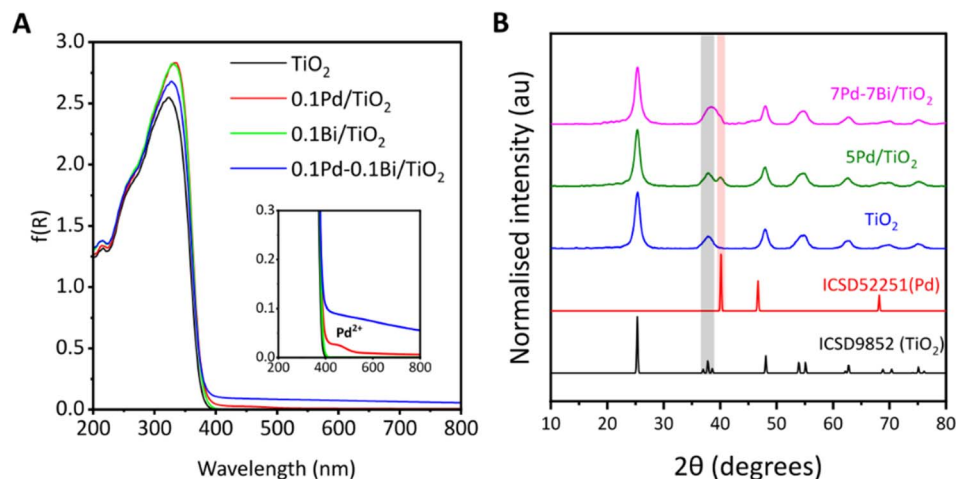 A
3.0
2.5
2.0
1.5
1.0
0.5
0.0
f(R)
TiO₂
0.1Pd/TiO₂
0.1Bi/TiO₂
0.1Pd-0.1Bi/TiO₂
0.3
0.2
0.1
0.0
Pd²⁺
200 400 600 800
200 300 400 500 600 700 800
Wavelength (nm)
B
Normalised intensity (au)
7Pd-7Bi/TiO₂
5Pd/TiO₂
TiO₂
ICSD52251(Pd)
ICSD9852 (TiO₂)
10 20 30 40 50 60 70 80
2θ (degrees)